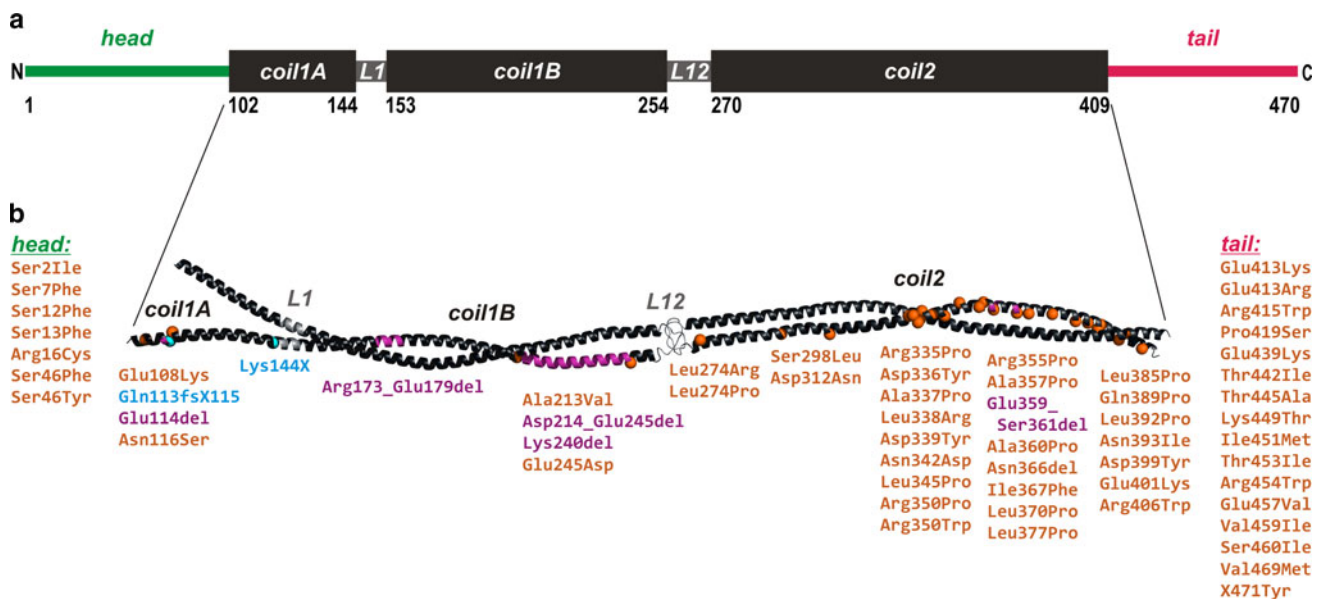 a
head
tail
N
coil1A
L1
coil1B
L12
coil2
C
1
102
144
153
254
270
409
470
b
head:
Ser2Ile
Ser7Phe
Ser12Phe
Ser13Phe
Arg16Cys
Ser46Phe
Ser46Tyr
coil1A
L1
coil1B
L12
coil2
Glu108Lys
Gln113fsX115
Glu114del
Asn116Ser
Lys144X
Arg173_Glu179del
Ala213Val
Asp214_Glu245del
Lys240del
Glu245Asp
Leu274Arg
Leu274Pro
Ser298Leu
Asp312Asn
Arg335Pro
Asp336Tyr
Ala337Pro
Leu338Arg
Asp339Tyr
Asn342Asp
Leu345Pro
Arg350Pro
Arg350Trp
Arg355Pro
Ala357Pro
Glu359_
Ser361del
Ala360Pro
Asn366del
Ile367Phe
Leu370Pro
Leu377Pro
Leu385Pro
Gln389Pro
Leu392Pro
Asn393Ile
Asp399Tyr
Glu401Lys
Arg406Trp
tail:
Glu413Lys
Glu413Arg
Arg415Trp
Pro419Ser
Glu439Lys
Thr442Ile
Thr445Ala
Lys449Thr
Ile451Met
Thr453Ile
Arg454Trp
Glu457Val
Val459Ile
Ser460Ile
Val469Met
X471Tyr